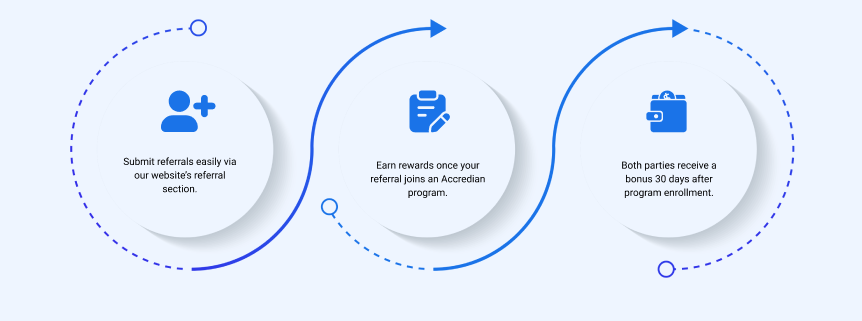 Submit referrals easily via
our website's referral
section.
Earn rewards once your
referral joins an Accredian
program.
Both parties receive a
bonus 30 days after
program enrollment.